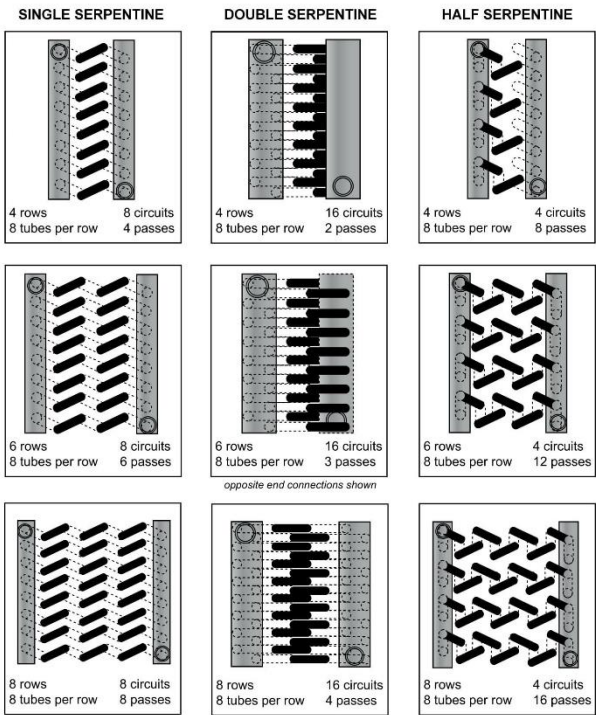 SINGLE SERPENTINE
DOUBLE SERPENTINE
HALF SERPENTINE
4 rows 8 circuits
8 tubes per row 4 passes
4 rows 16 circuits
8 tubes per row 2 passes
4 rows 4 circuits
8 tubes per row 8 passes
6 rows 8 circuits
8 tubes per row 6 passes
6 rows 16 circuits
8 tubes per row 3 passes
opposite end connections shown
6 rows 4 circuits
8 tubes per row 12 passes
8 rows 8 circuits
8 tubes per row 8 passes
8 rows 16 circuits
8 tubes per row 4 passes
8 rows 4 circuits
8 tubes per row 16 passes